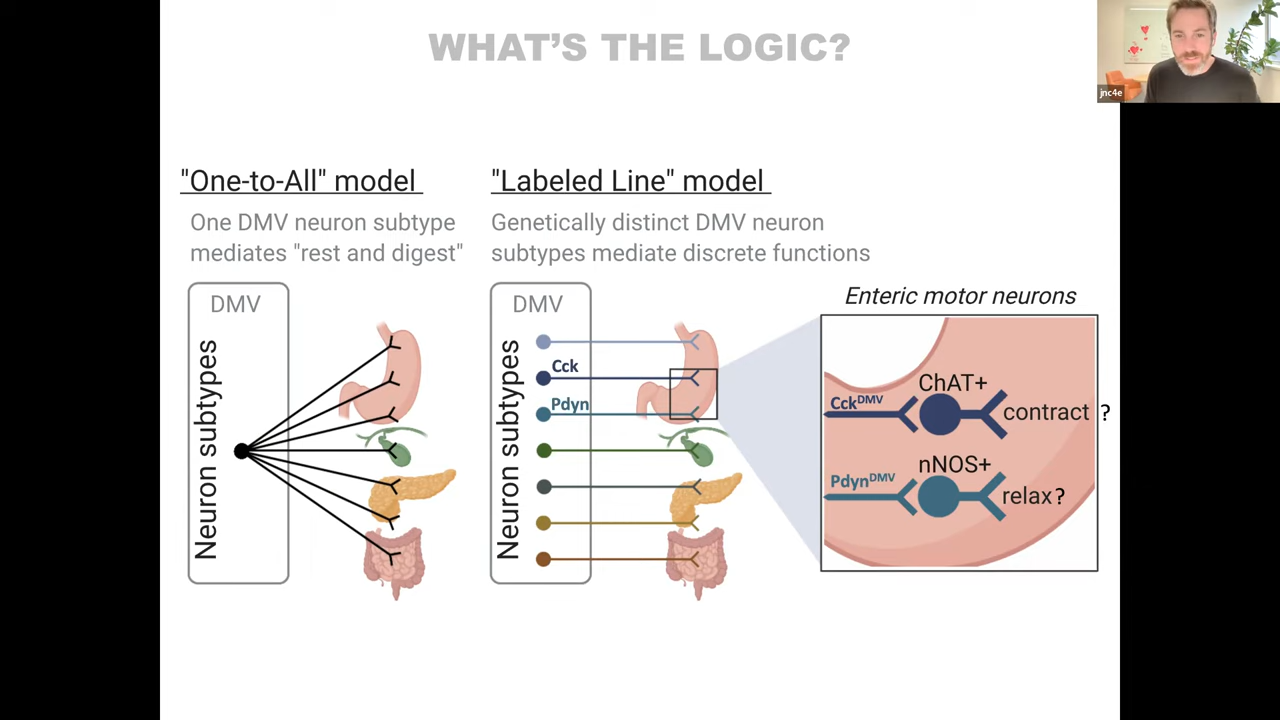 WHAT'S THE LOGIC?
jnc4e
"One-to-All" model
One DMV neuron subtype
mediates "rest and digest"
DMV
Neuron subtypes
"Labeled Line" model
Genetically distinct DMV neuron
subtypes mediate discrete functions
DMV
Neuron subtypes
Cck
Pdyn
Enteric motor neurons
ChAT+
CckDMV
contract ?
nNOS+
PdynDMV
relax?